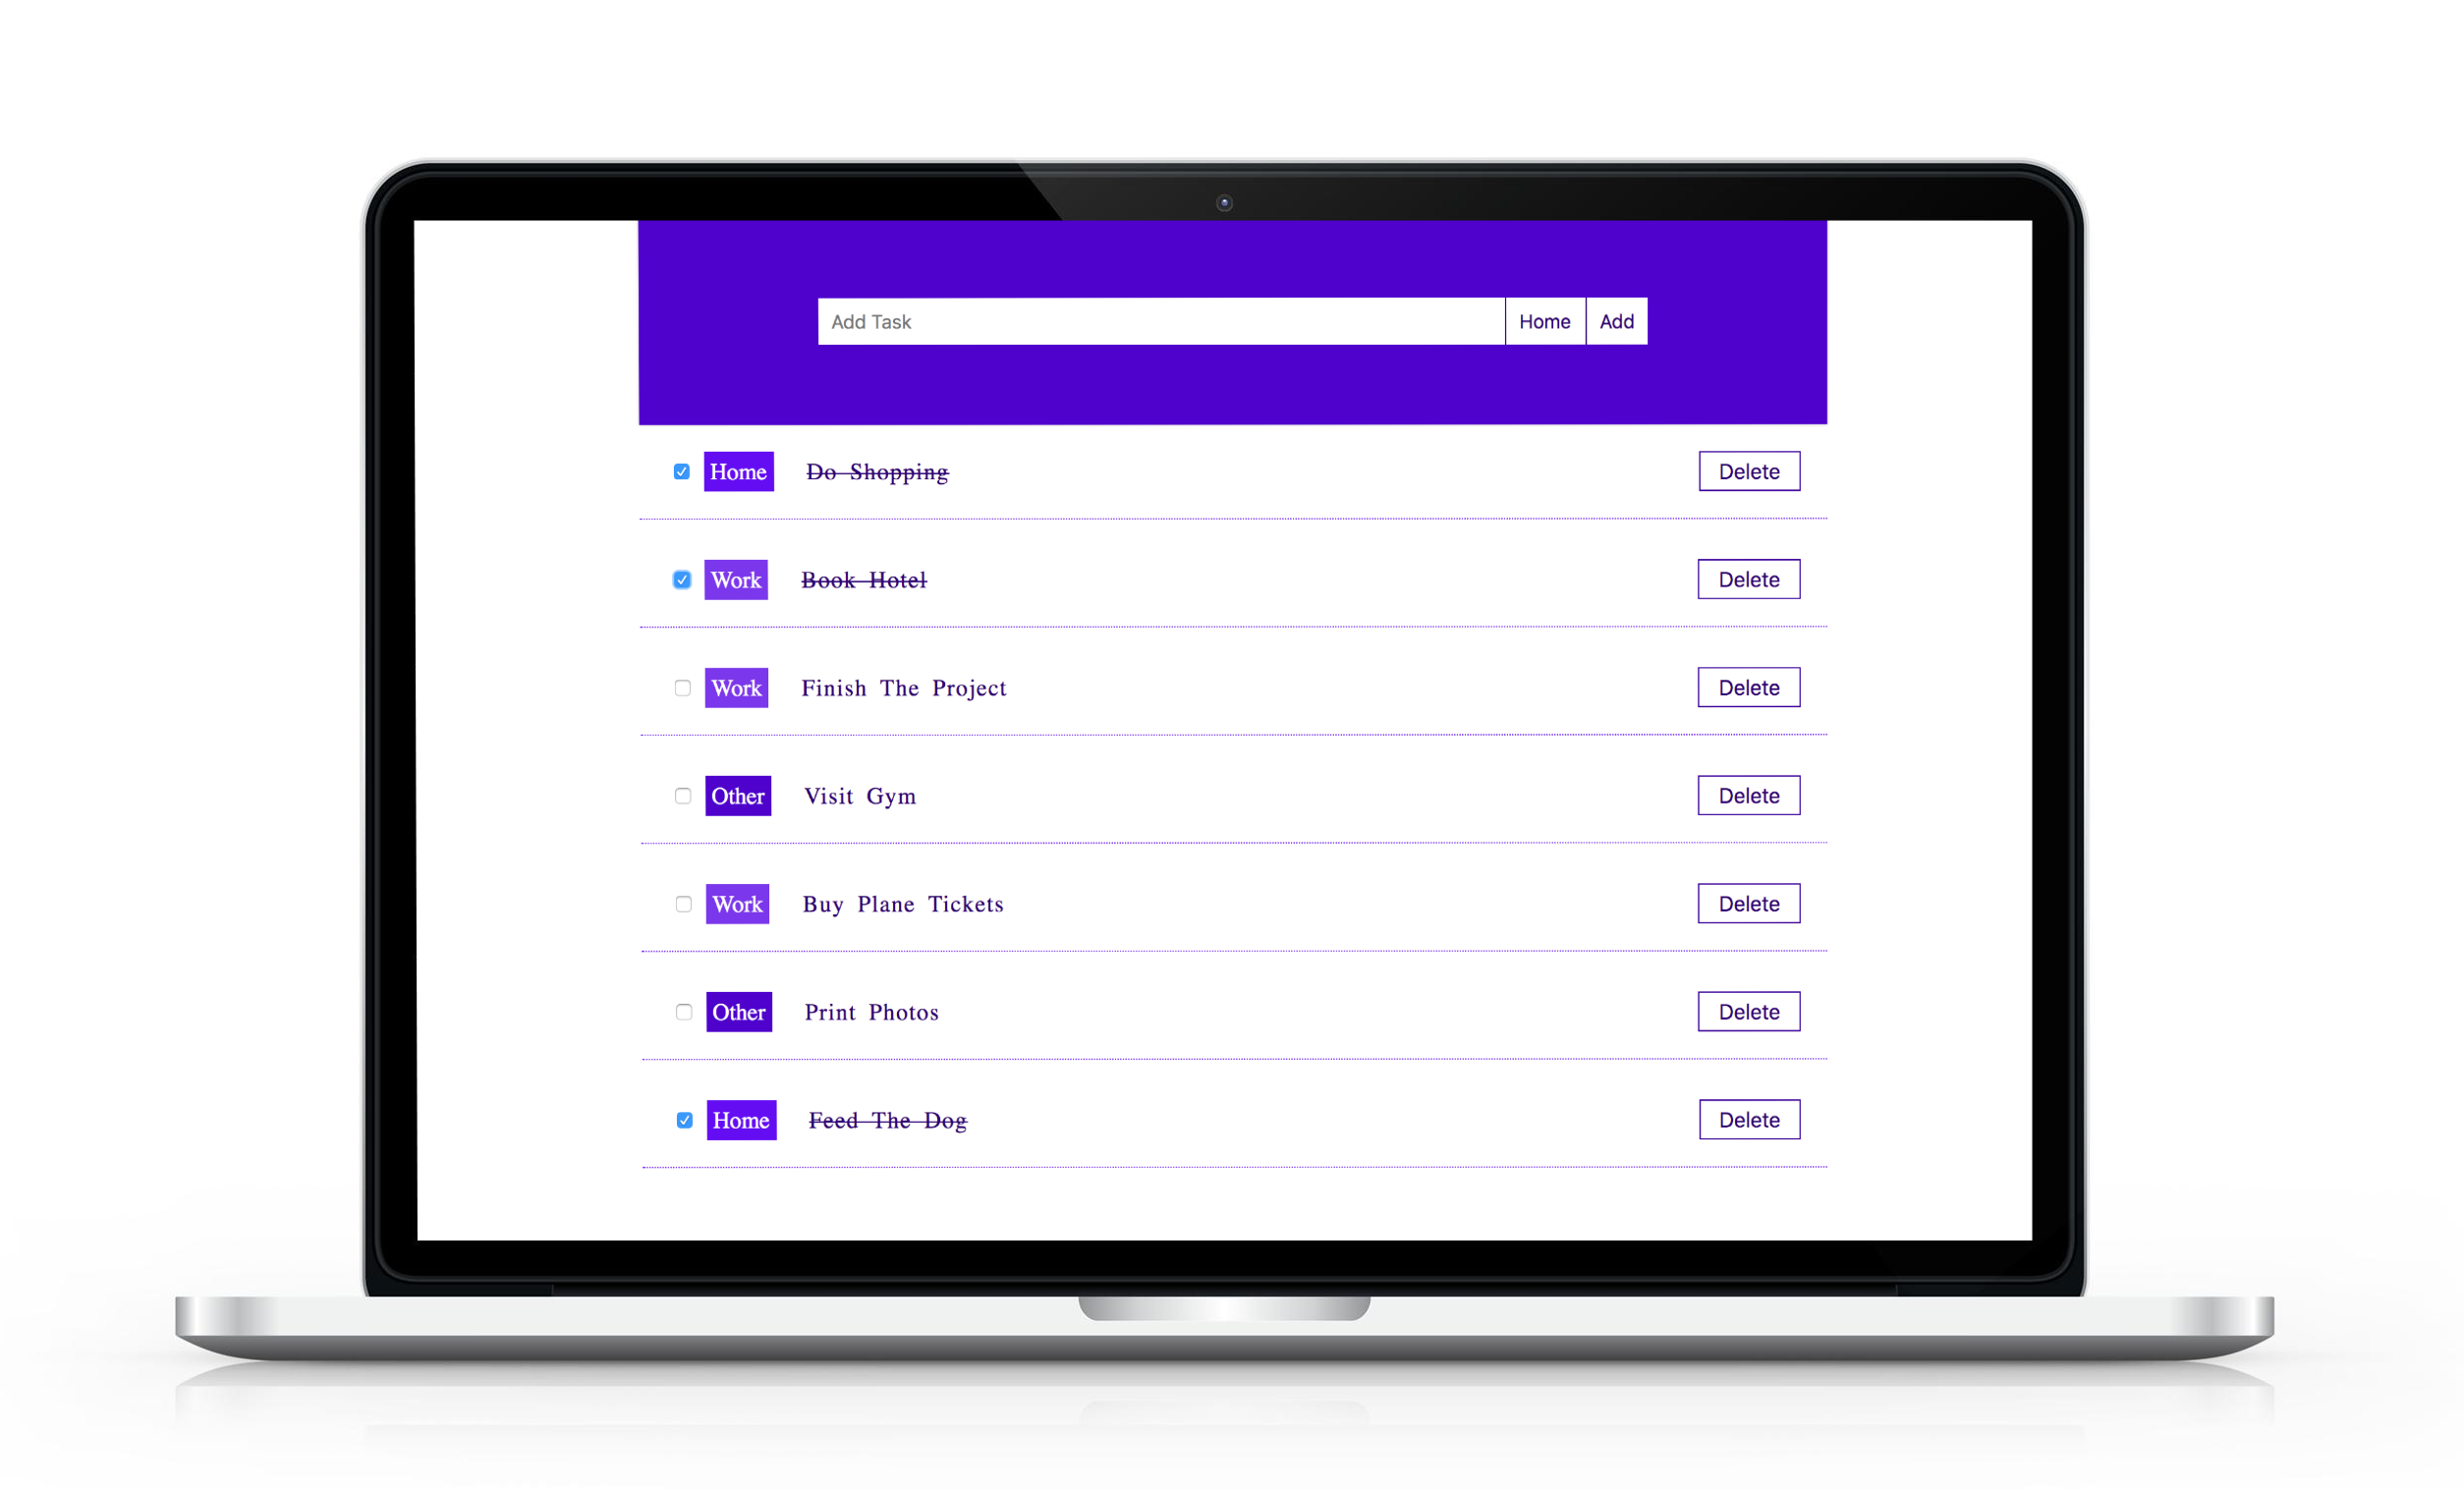 Add Task Home Add
Home Do Shopping Delete
Work Book Hotel Delete
Work Finish The Project Delete
Other Visit Gym Delete
Work Buy Plane Tickets Delete
Other Print Photos Delete
Home Feed The Dog Delete